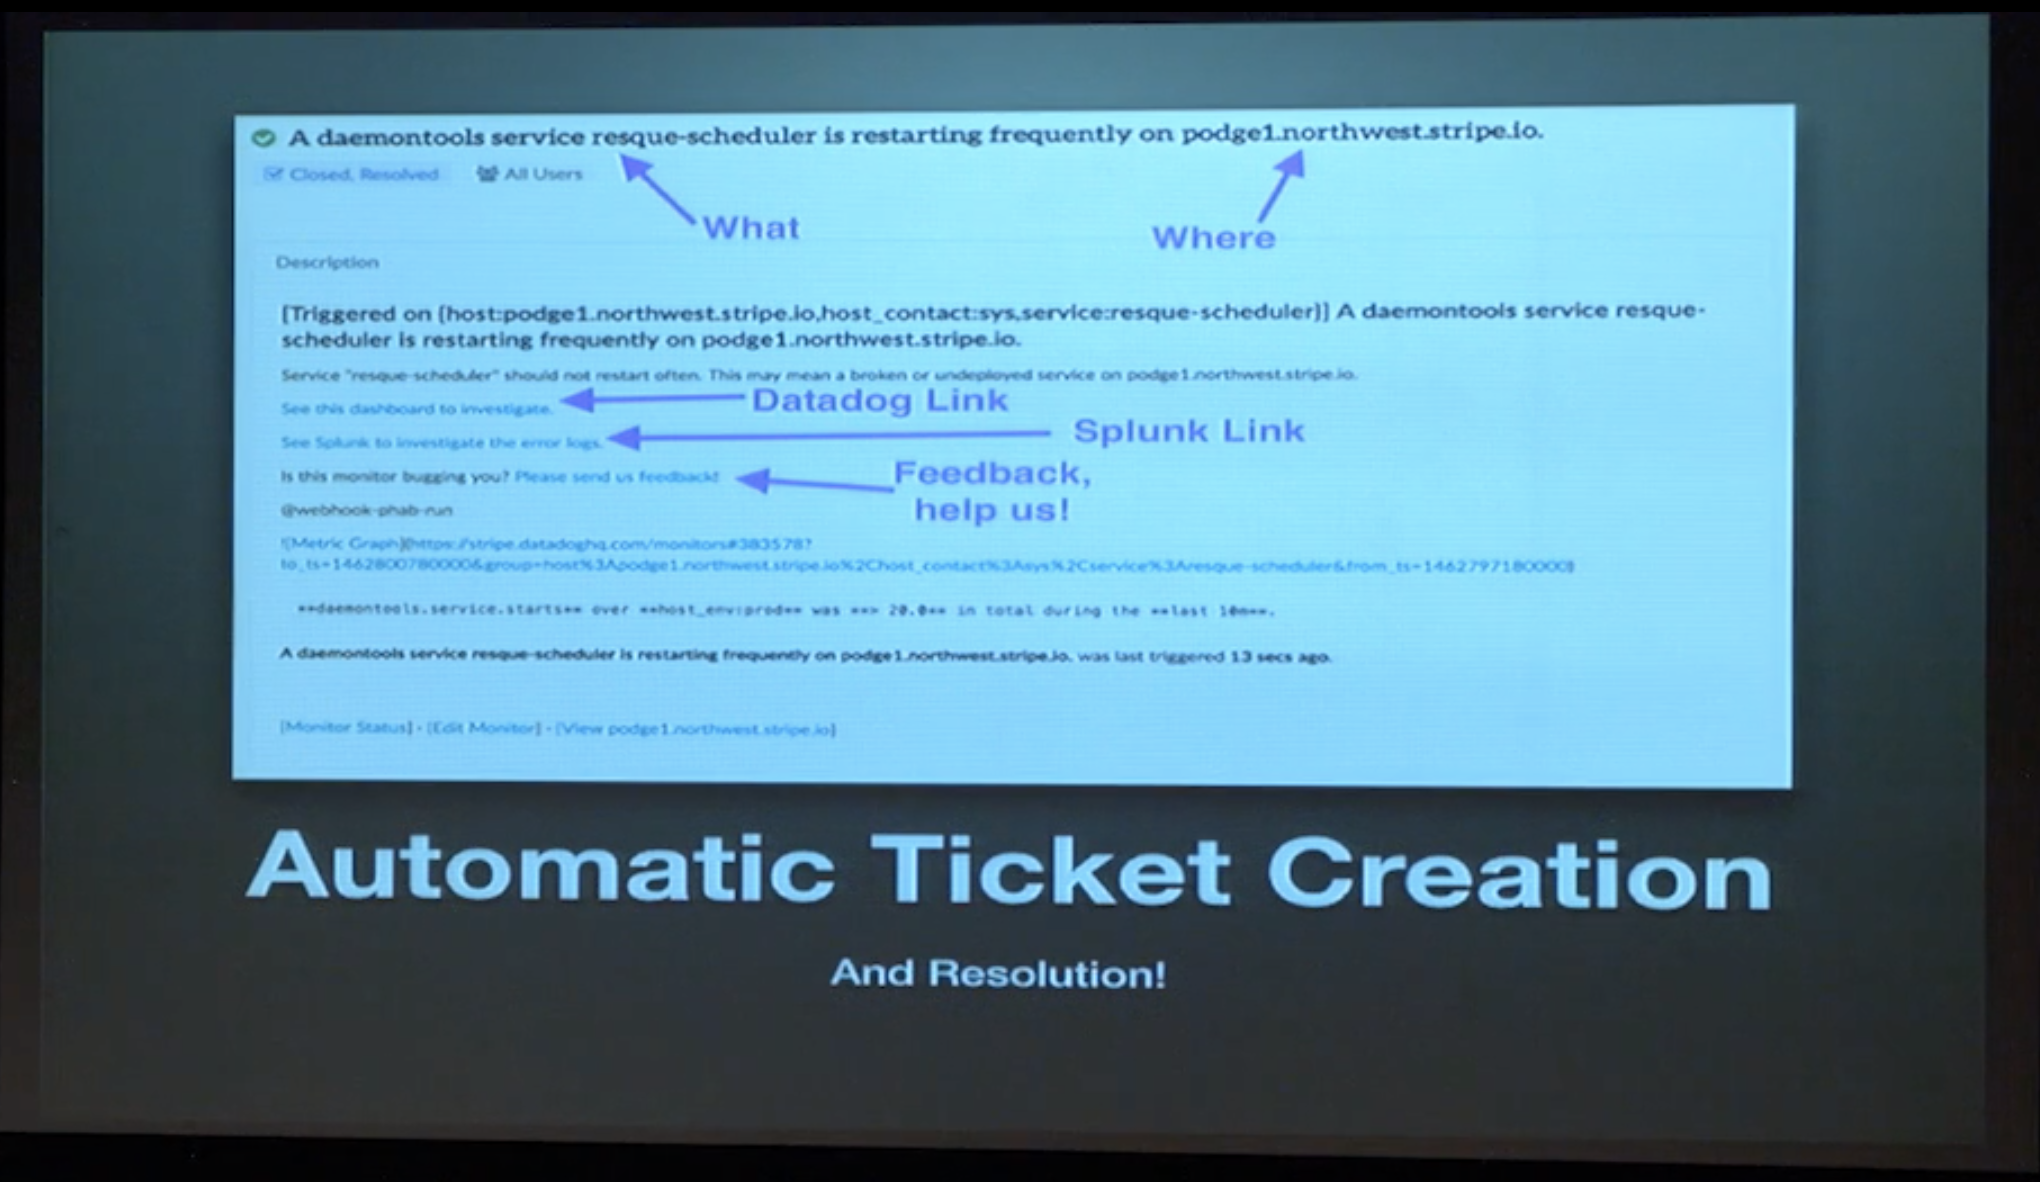 A daemontools service resque-scheduler is restarting frequently on podge1.northwest.stripe.io.
Closed, Resolved All Users
What
Where
Description
[Triggered on {host:podge1.northwest.stripe.io,host_contact:sys,service:resque-scheduler}] A daemontools service resque-
scheduler is restarting frequently on podge1.northwest.stripe.io.
Service "resque-scheduler" should not restart often. This may mean a broken or undeployed service on podge1.northwest.stripe.io.
See this dashboard to investigate.
Datadog Link
See Splunk to investigate the error logs.
Splunk Link
Is this monitor bugging you? Please send us feedback!
Feedback,
help us!
@webhook-phab-run
![Metric Graph](https://stripe.datadoghq.com/monitors#383578?
to_ts=1462800780000&group=host%3Apodge1.northwest.stripe.io%2Chost_contact%3Asys%2Cservice%3Aresque-scheduler&from_ts=1462797180000)
**daemontools.service.starts** over **host_env:prod** was **> 20.0** in total during the **last 10m**.
A daemontools service resque-scheduler is restarting frequently on podge1.northwest.stripe.io. was last triggered 13 secs ago.
[Monitor Status] · [Edit Monitor] · [View podge1.northwest.stripe.io]
Automatic Ticket Creation
And Resolution!